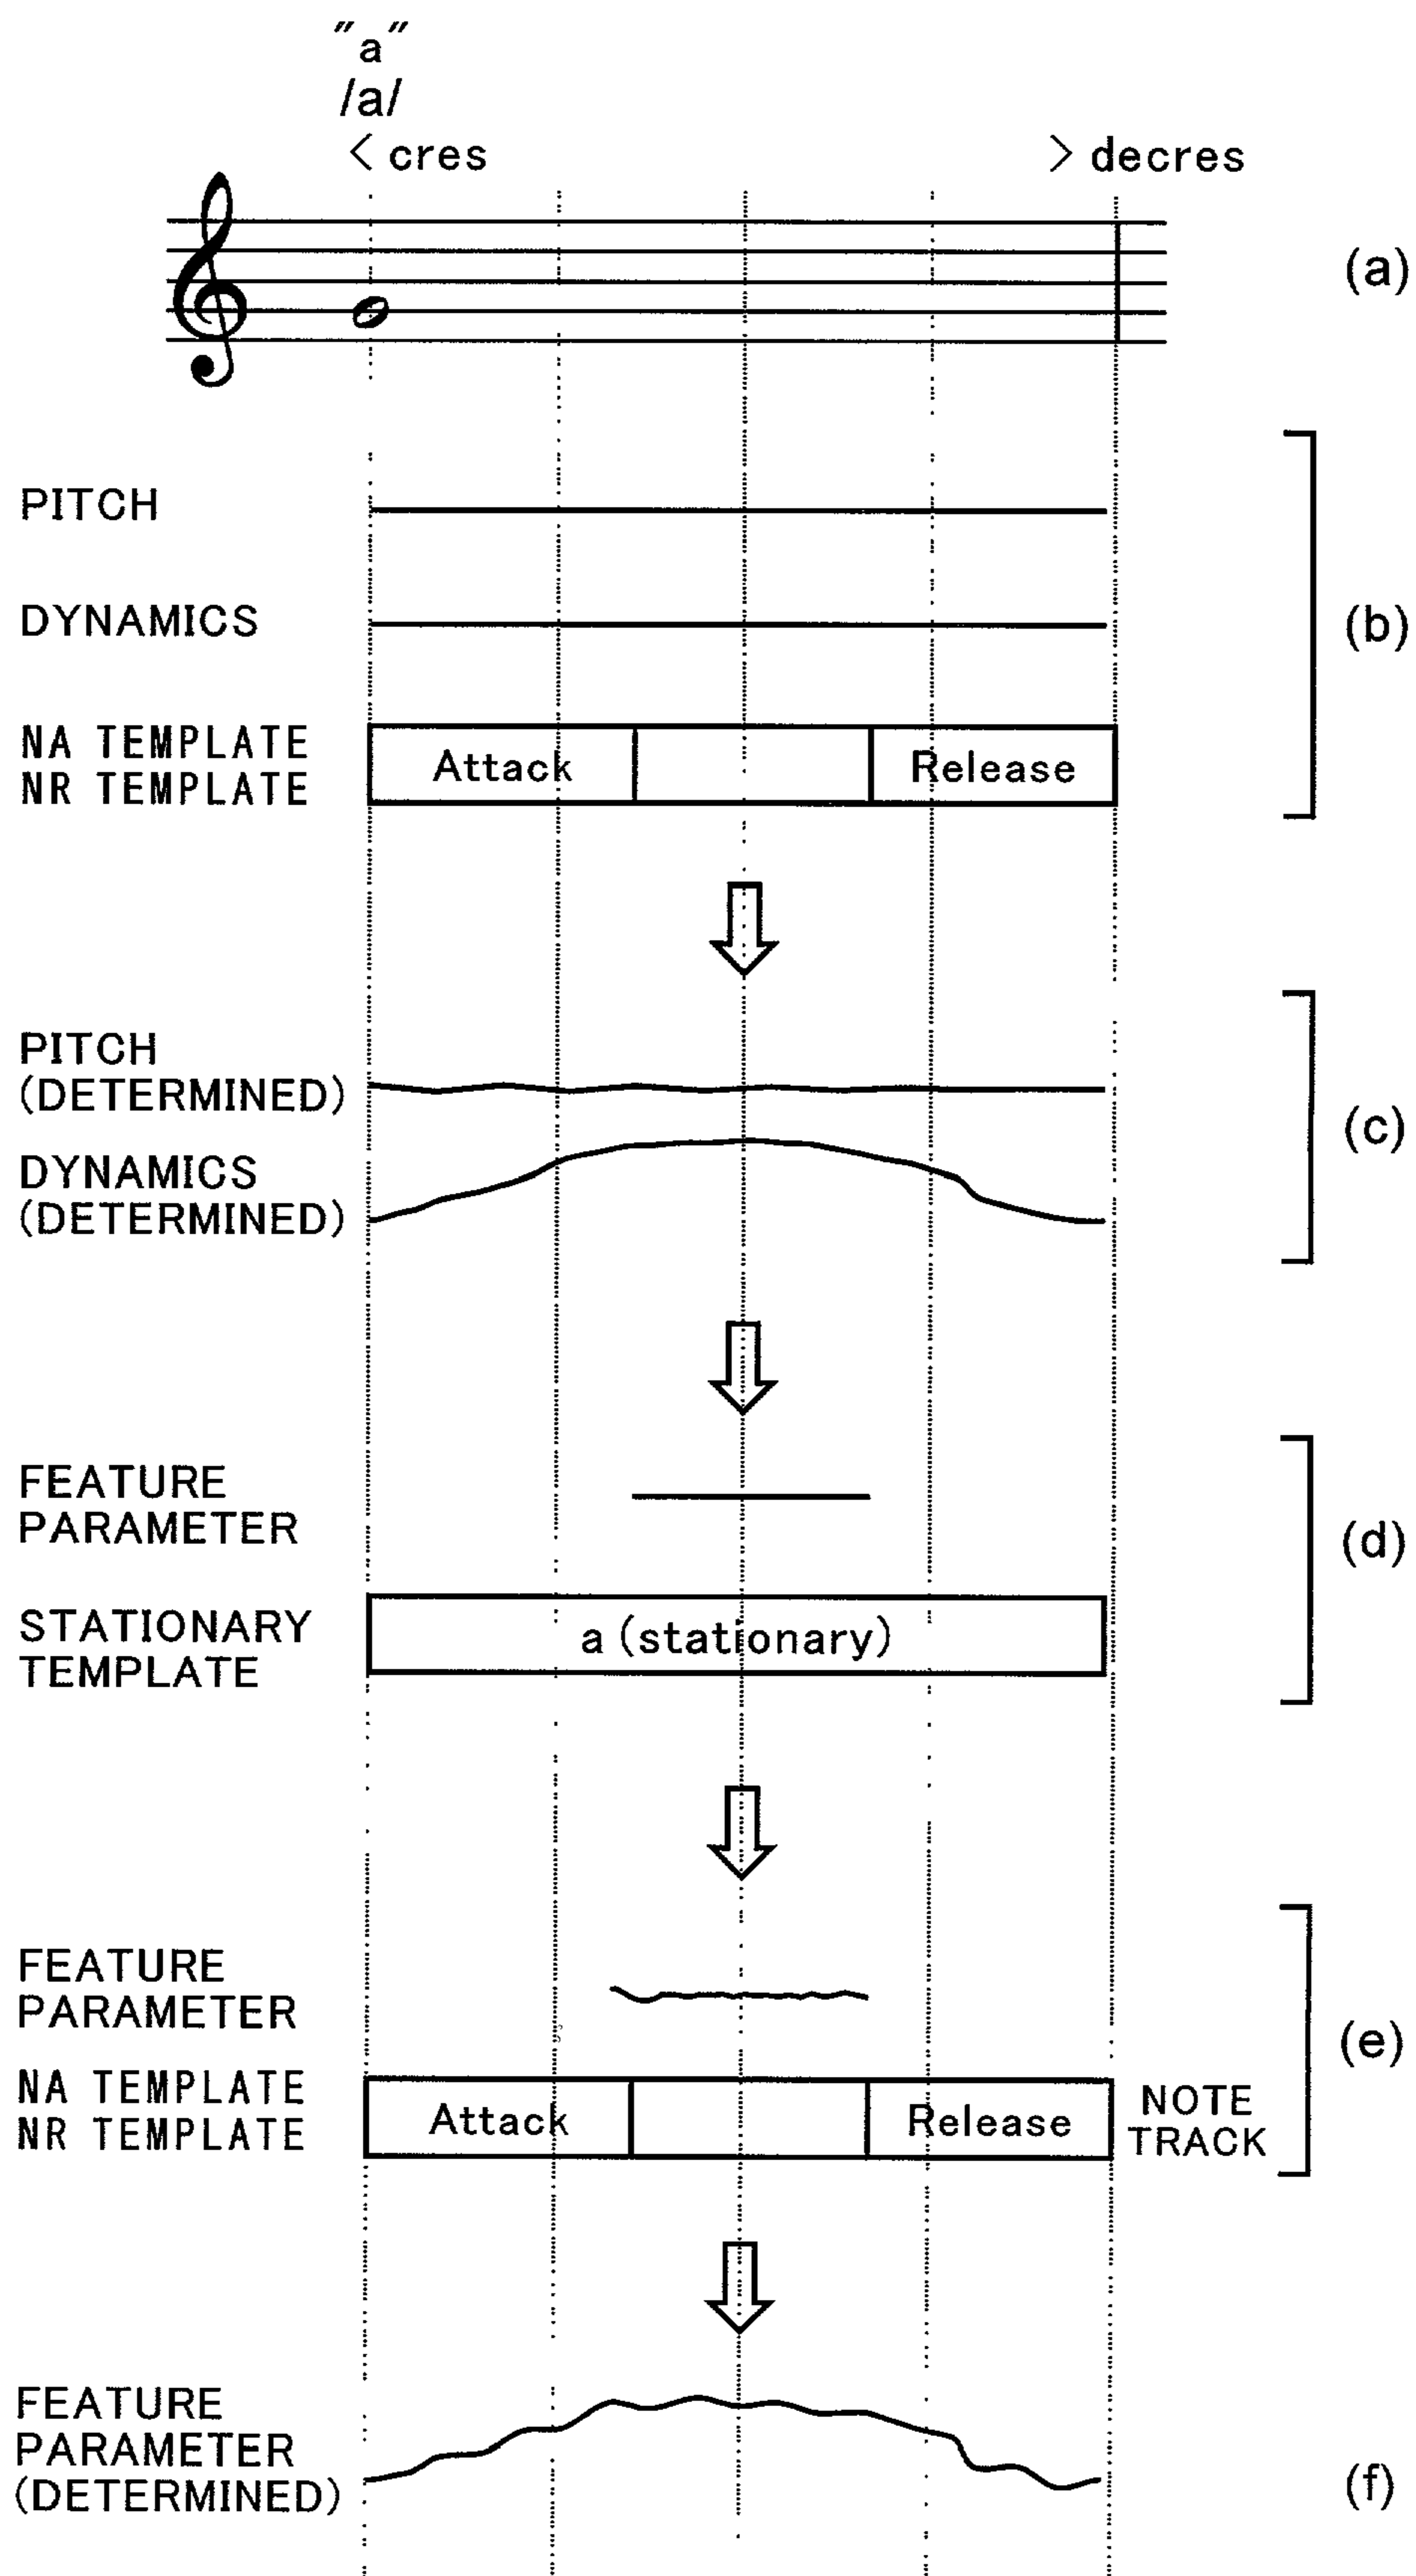 "a"
/a/
< cres
> decres
(a)
PITCH
DYNAMICS
(b)
NA TEMPLATE
NR TEMPLATE
Attack
Release
PITCH
(DETERMINED)
DYNAMICS
(DETERMINED)
(c)
FEATURE
PARAMETER
(d)
STATIONARY
TEMPLATE
a (stationary)
FEATURE
PARAMETER
(e)
NA TEMPLATE
NR TEMPLATE
Attack
Release
NOTE
TRACK
FEATURE
PARAMETER
(DETERMINED)
(f)